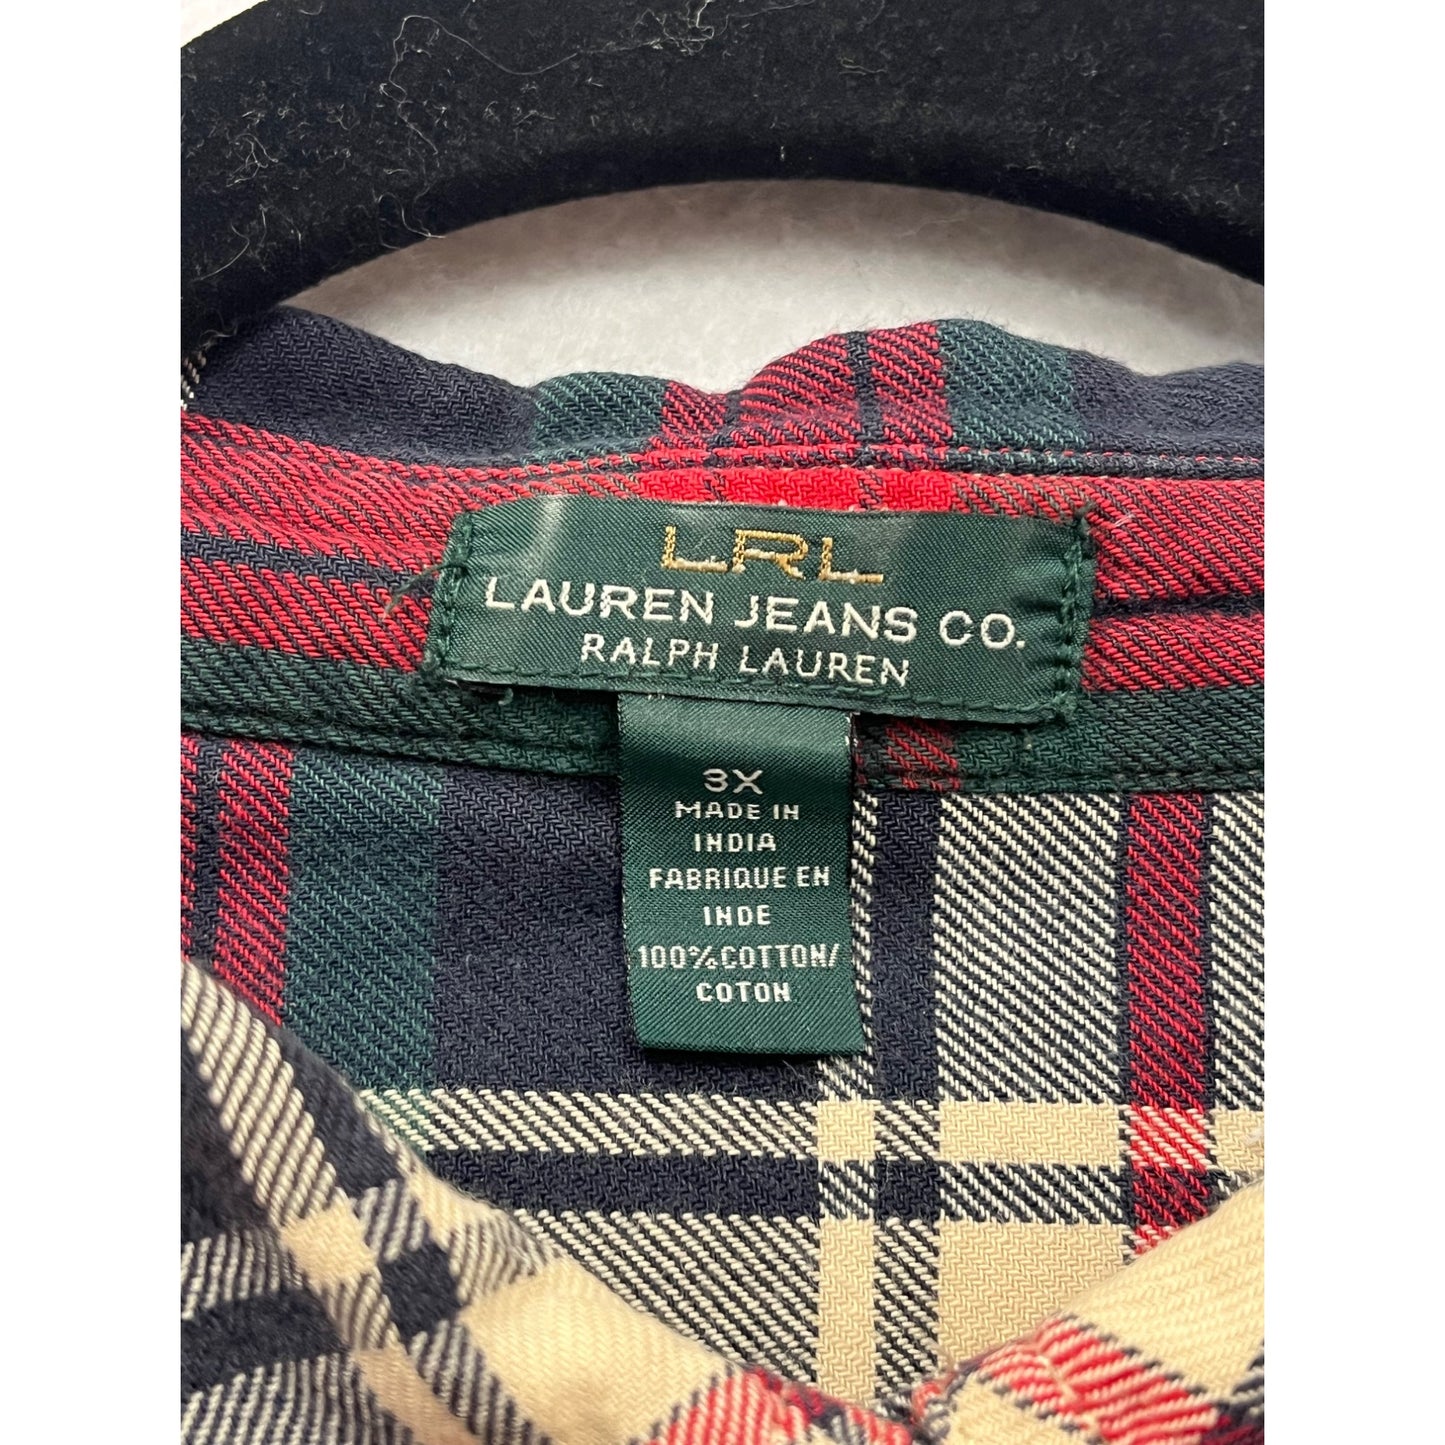 LRL
LAUREN JEANS CO.
RALPH LAUREN
3X
MADE IN
INDIA
FABRIQUE EN
INDE
100% COTTON/
COTON